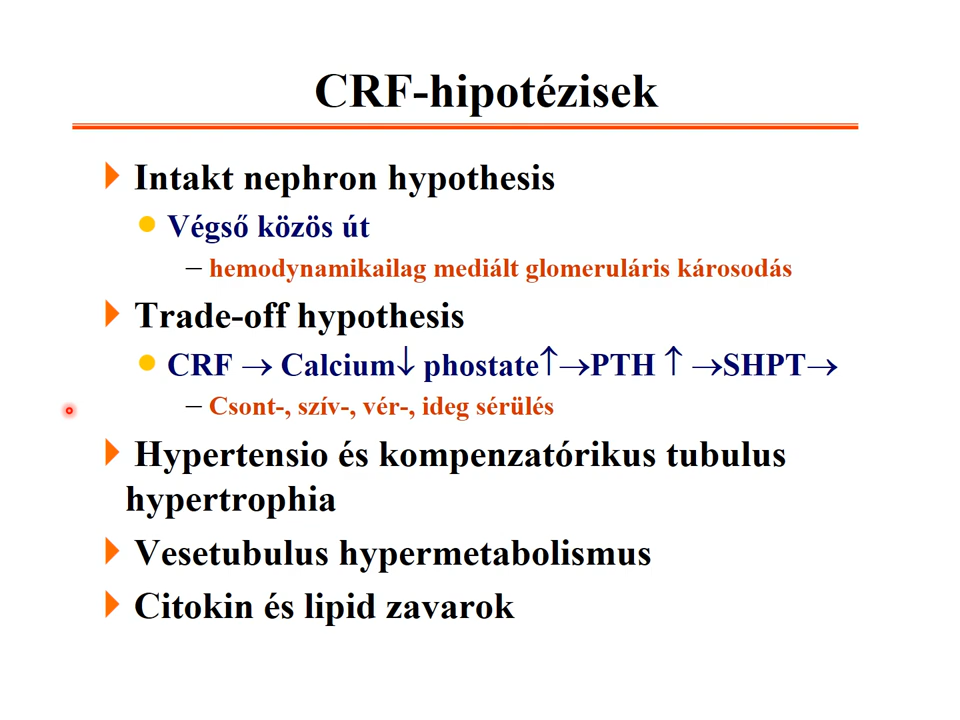 CRF-hipotézisek
Intakt nephron hypothesis
Végső közös út
– hemodynamikailag mediált glomeruláris károsodás
Trade-off hypothesis
CRF → Calcium↓ phostate↑→PTH ↑ →SHPT→
– Csont-, szív-, vér-, ideg sérülés
Hypertensio és kompenzatórikus tubulus
hypertrophia
Vesetubulus hypermetabolismus
Citokin és lipid zavarok